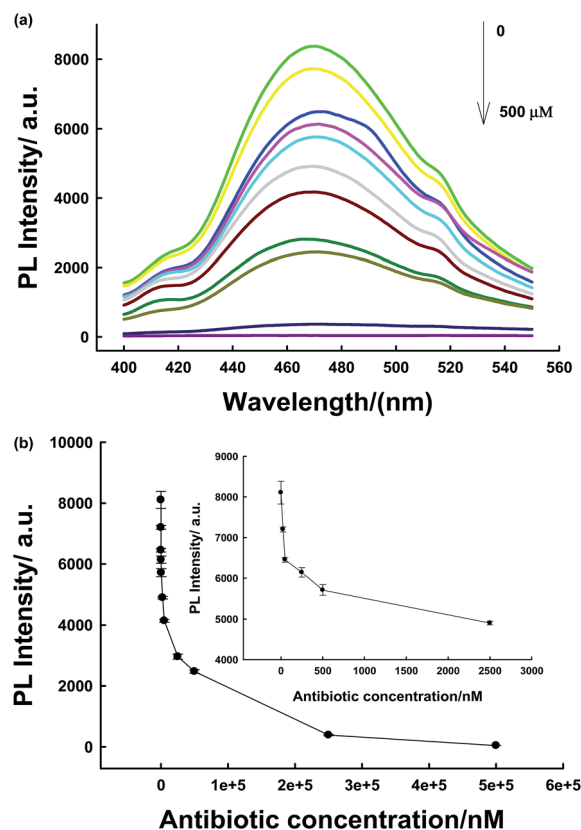 (a)
PL Intensity/ a.u.
8000
6000
4000
2000
0
0
500 μM
400 420 440 460 480 500 520 540 560
Wavelength/(nm)
(b)
PL Intensity/ a.u.
10000
8000
6000
4000
2000
0
PL Intensity/ a.u.
9000
8000
7000
6000
5000
4000
0 500 1000 1500 2000 2500 3000
Antibiotic concentration/nM
0 1e+5 2e+5 3e+5 4e+5 5e+5 6e+5
Antibiotic concentration/nM